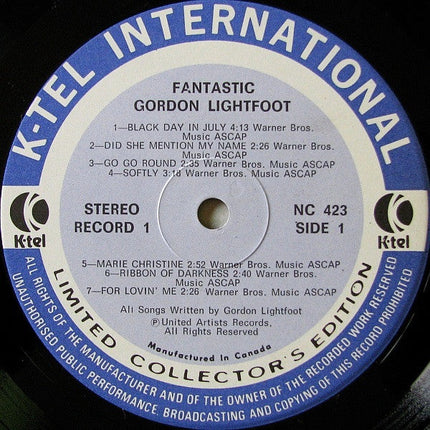 K-TEL INTERNATIONAL
FANTASTIC
GORDON LIGHTFOOT
1—BLACK DAY IN JULY 4:13 Warner Bros.
Music ASCAP
2—DID SHE MENTION MY NAME 2:26 Warner Bros.
Music ASCAP
3—GO GO ROUND 2:35 Warner Bros. Music ASCAP
4—SOFTLY 3:18 Warner Bros. Music ASCAP
STEREO
RECORD 1
NC 423
SIDE 1
K-tel
K-tel
5—MARIE CHRISTINE 2:52 Warner Bros. Music ASCAP
6—RIBBON OF DARKNESS 2:40 Warner Bros.
Music ASCAP
7—FOR LOVIN' ME 2:26 Warner Bros. Music ASCAP
All Songs Written by Gordon Lightfoot
Ⓟ United Artists Records,
All Rights Reserved
Manufactured in Canada
LIMITED COLLECTOR'S EDITION
ALL RIGHTS OF THE MANUFACTURER AND OF THE OWNER OF THE RECORDED WORK RESERVED
UNAUTHORISED PUBLIC PERFORMANCE, BROADCASTING AND COPYING OF THIS RECORD PROHIBITED